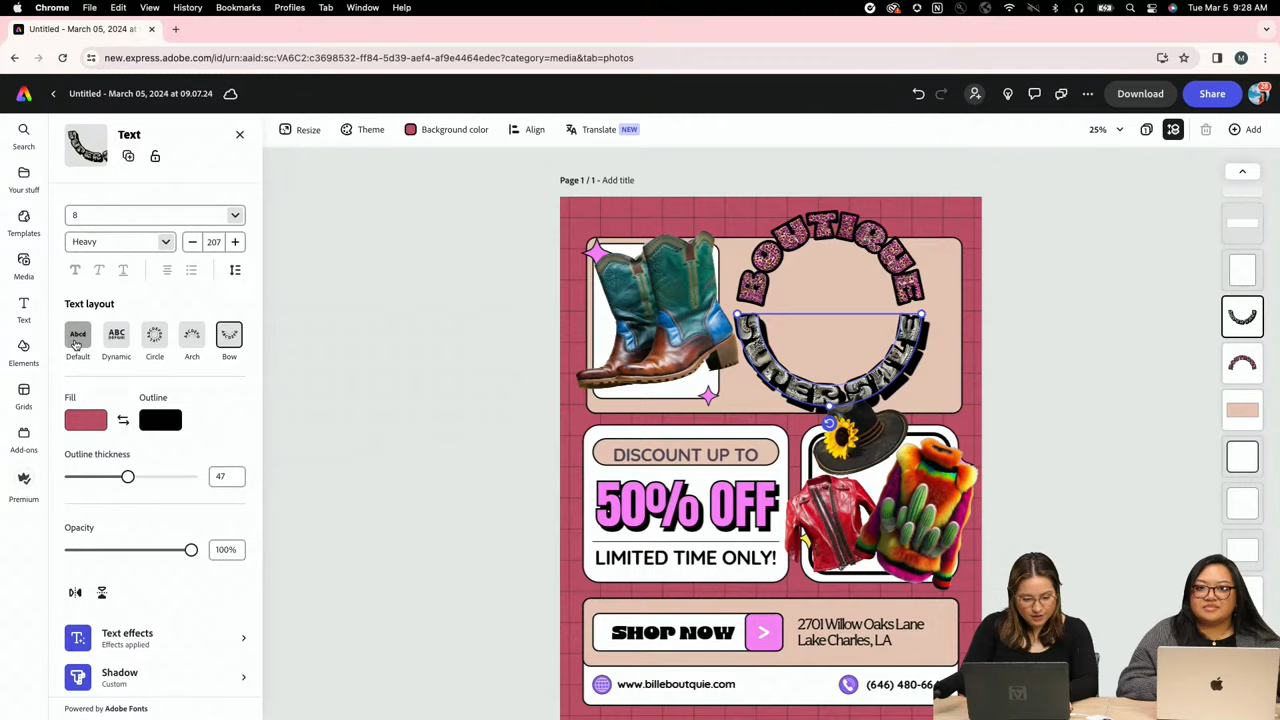 Chrome File Edit View History Bookmarks Profiles Tab Window Help
Tue Mar 5 9:28 AM
Untitled - March 05, 2024 at
new.express.adobe.com/id/urn:aaid:sc:VA6C2:c3698532-ff84-5d39-aef4-af9e4464edec?category=media&tab=photos
M
Untitled - March 05, 2024 at 09.07.24
Download
Share
28
Resize
Theme
Background color
Align
Translate NEW
25%
1
Add
Search
Your stuff
Templates
Media
Text
Elements
Grids
Add-ons
Premium
Text
8
Heavy
207
Text layout
Abcd
ABC
DEFG
Default
Dynamic
Circle
Arch
Bow
Fill
Outline
Outline thickness
47
Opacity
100%
Text effects
Effects applied
Shadow
Custom
Powered by Adobe Fonts
Page 1 / 1 - Add title
BOUTIQUE
SUPERSALE
DISCOUNT UP TO
50% OFF
LIMITED TIME ONLY!
SHOP NOW >
2701 Willow Oaks Lane
Lake Charles, LA
www.billeboutquie.com
(646) 480-66